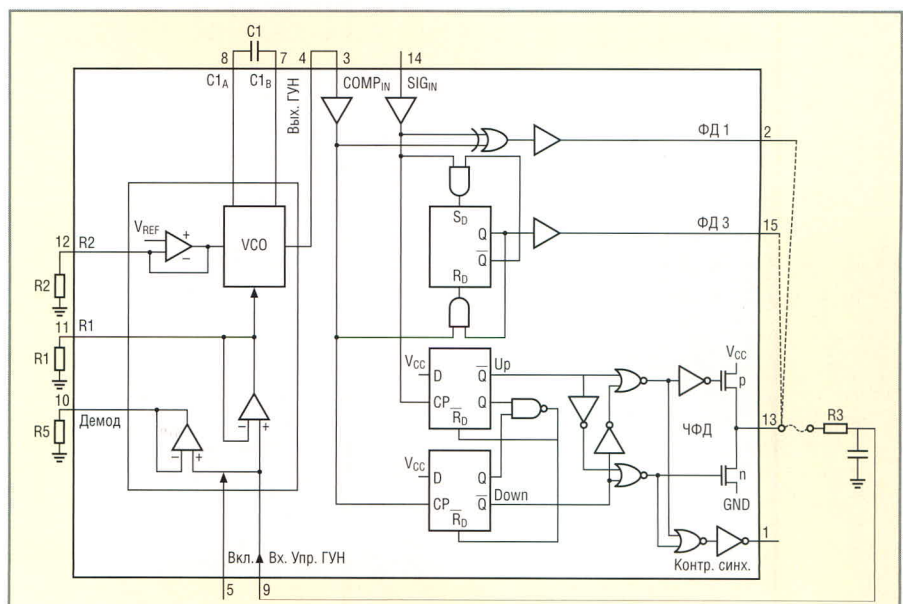 C1
8 7 4 3 14
C1A C1B Вых. ГУН COMPIN SIGIN
ФД 1 2
VREF + − VCO
SD Q Q RD
ФД 3 15
12 R2
R2
11 R1
R1
10
Демод
R5
− + − +
VCC D CP Q Q RD Up
VCC D CP Q Q RD Down
VCC p
ЧФД 13 R3
n
GND
1
Контр. синх.
Вкл. Вх. Упр. ГУН
5 9